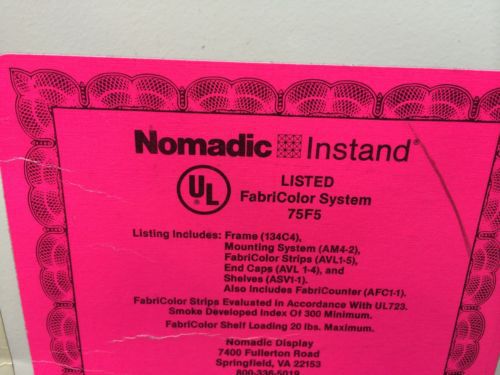 Nomadic Instand®
UL LISTED
FabriColor System
75F5
Listing Includes: Frame (134C4),
Mounting System (AM4-2),
FabriColor Strips (AVL1-5),
End Caps (AVL 1-4), and
Shelves (ASV1-1).
Also Includes FabriCounter (AFC1-1).
FabriColor Strips Evaluated in Accordance With UL723.
Smoke Developed Index Of 300 Minimum.
FabriColor Shelf Loading 20 lbs. Maximum.
Nomadic Display
7400 Fullerton Road
Springfield, VA 22153
800-336-5019